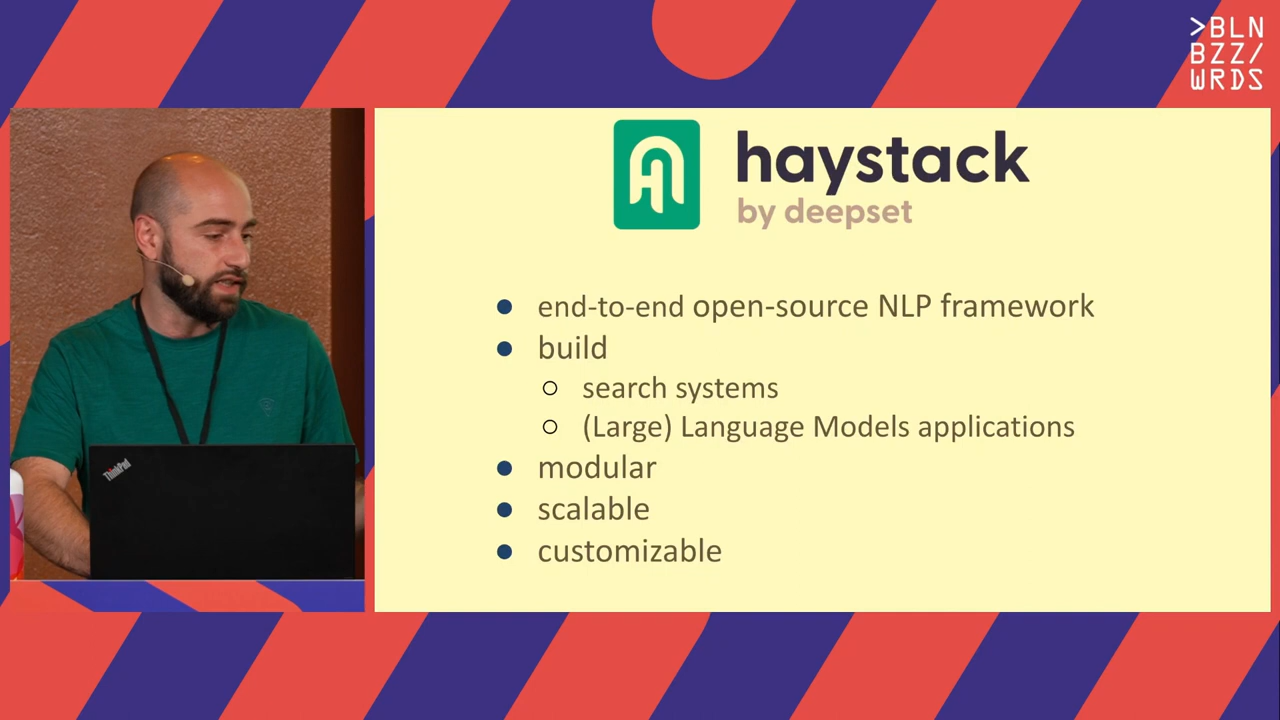 >BLN
BZZ/
WRDS
haystack
by deepset
● end-to-end open-source NLP framework
● build
○ search systems
○ (Large) Language Models applications
● modular
● scalable
● customizable
ThinkPad